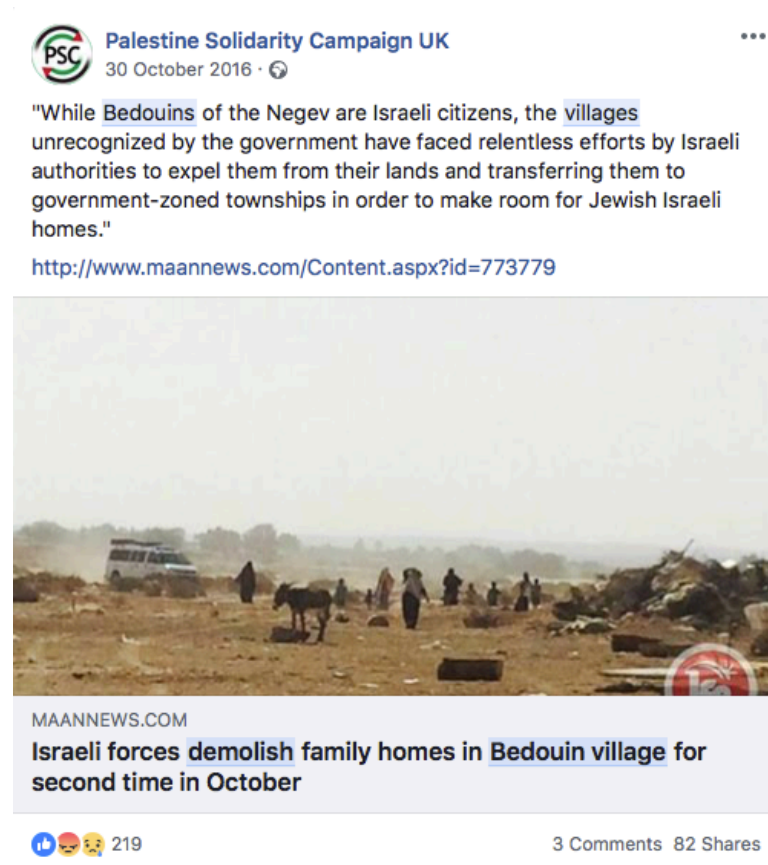 PSC
Palestine Solidarity Campaign UK
30 October 2016 ·
"While Bedouins of the Negev are Israeli citizens, the villages
unrecognized by the government have faced relentless efforts by Israeli
authorities to expel them from their lands and transferring them to
government-zoned townships in order to make room for Jewish Israeli
homes."
http://www.maannews.com/Content.aspx?id=773779
MAANNEWS.COM
Israeli forces demolish family homes in Bedouin village for
second time in October
219
3 Comments 82 Shares